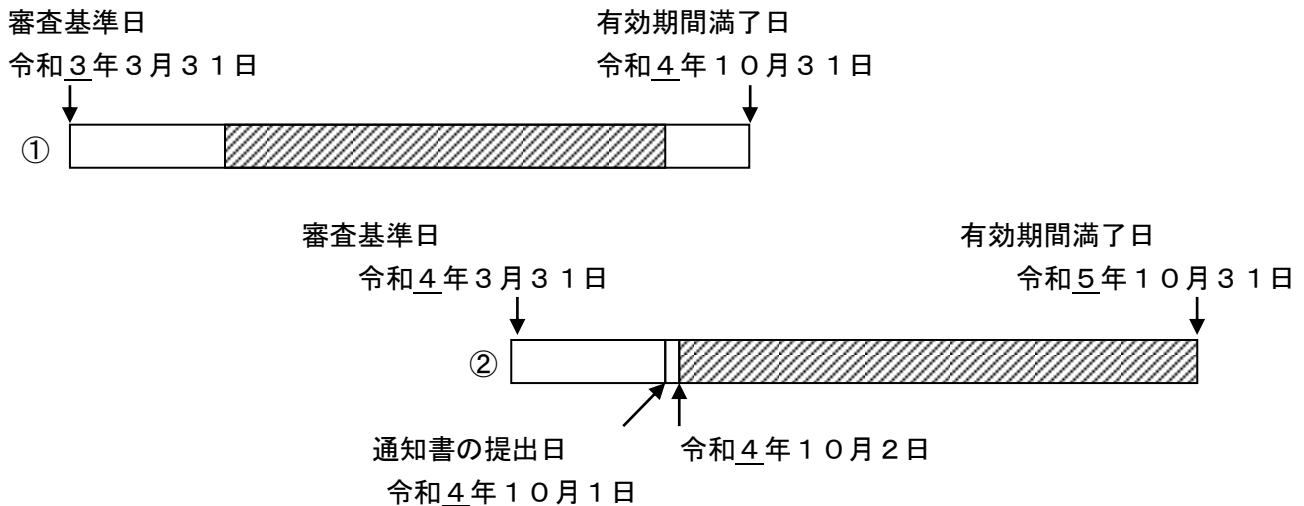 審査基準日
有効期間満了日
令和3年3月31日
令和4年10月31日
①
審査基準日
有効期間満了日
令和4年3月31日
令和5年10月31日
②
通知書の提出日
令和4年10月2日
令和4年10月1日